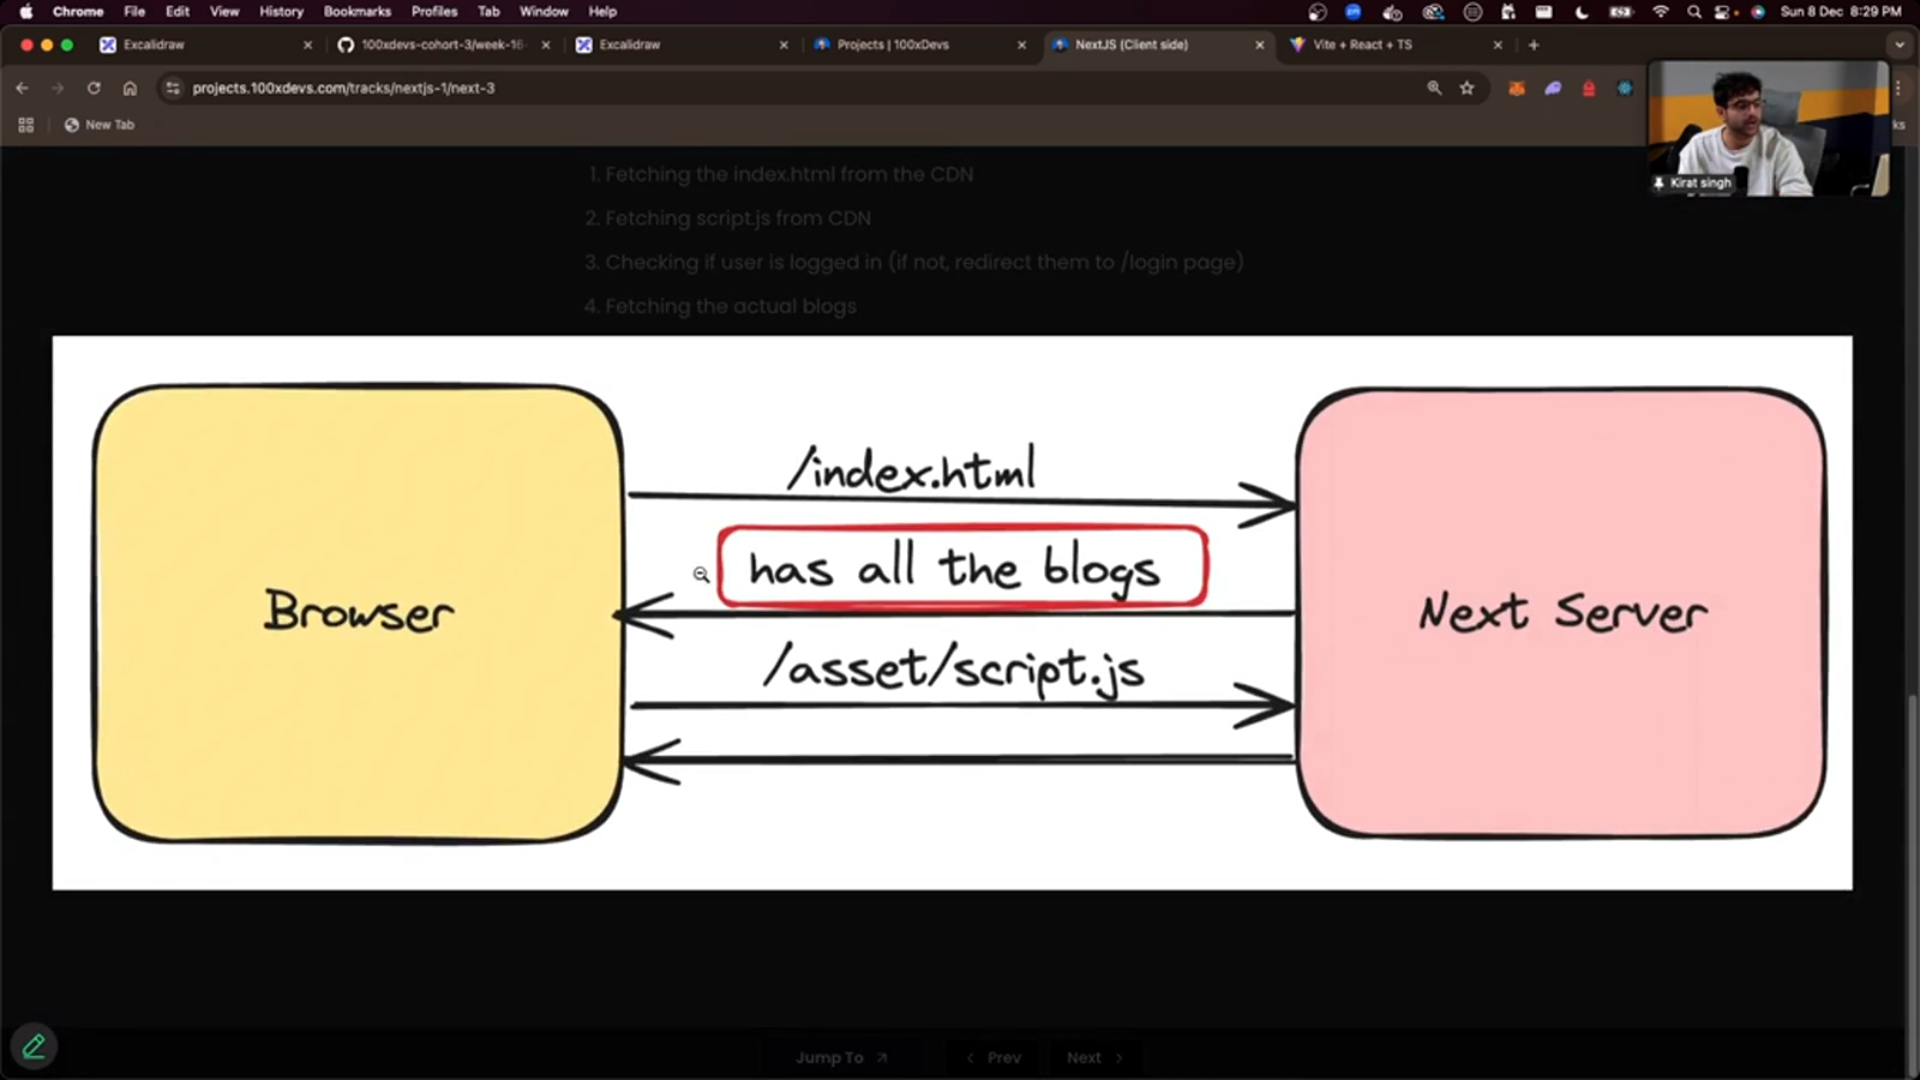 Chrome File Edit View History Bookmarks Profiles Tab Window Help Sun 8 Dec 8:29 PM
Excalidraw 100xdevs-cohort-3/week-16- Excalidraw Projects | 100xDevs NextJS (Client side) Vite + React + TS
projects.100xdevs.com/tracks/nextjs-1/next-3
New Tab
Kirat singh
1. Fetching the index.html from the CDN
2. Fetching script.js from CDN
3. Checking if user is logged in (if not, redirect them to /login page)
4. Fetching the actual blogs
/index.html
has all the blogs
Browser
Next Server
/asset/script.js
Jump To Prev Next